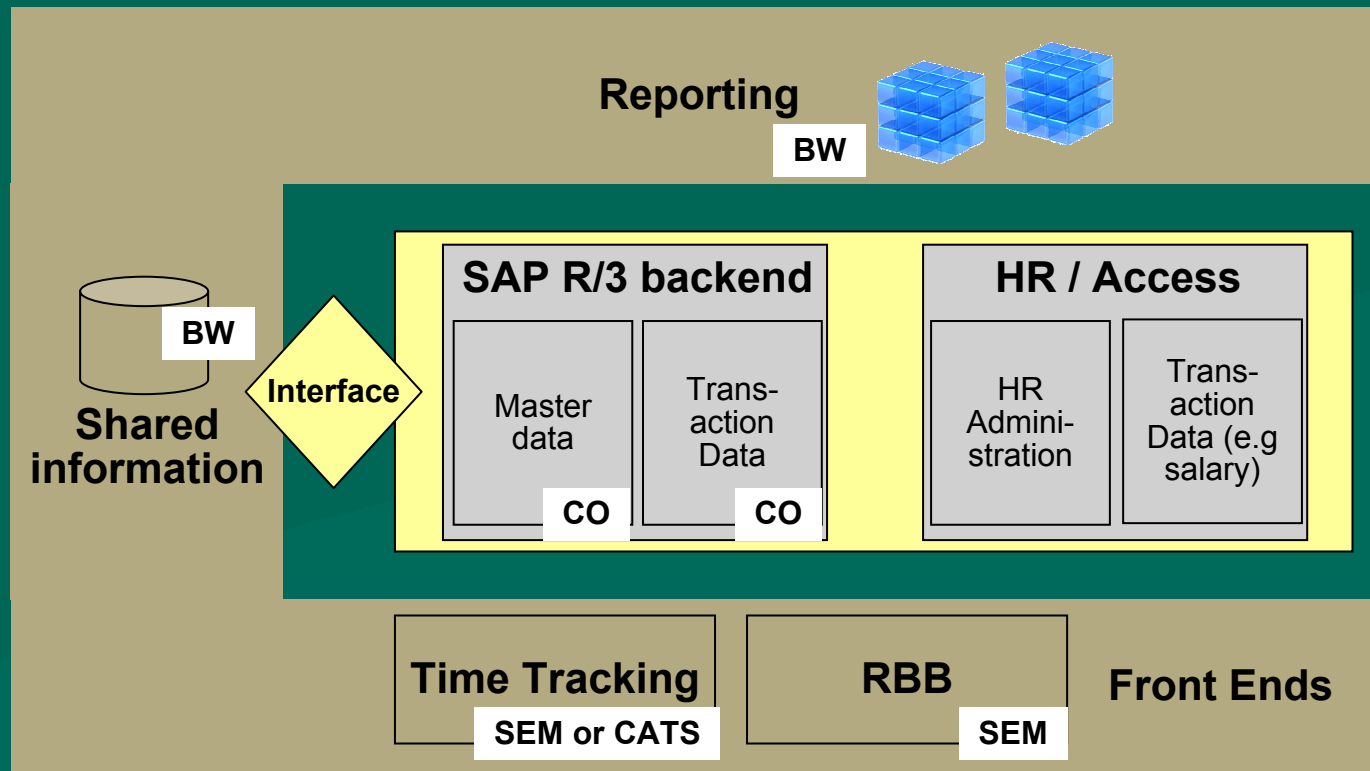 Reporting
BW
BW
Shared
information
Interface
SAP R/3 backend
Master
data
CO
Trans-
action
Data
CO
HR / Access
HR
Admini-
stration
Trans-
action
Data (e.g
salary)
Time Tracking
SEM or CATS
RBB
SEM
Front Ends